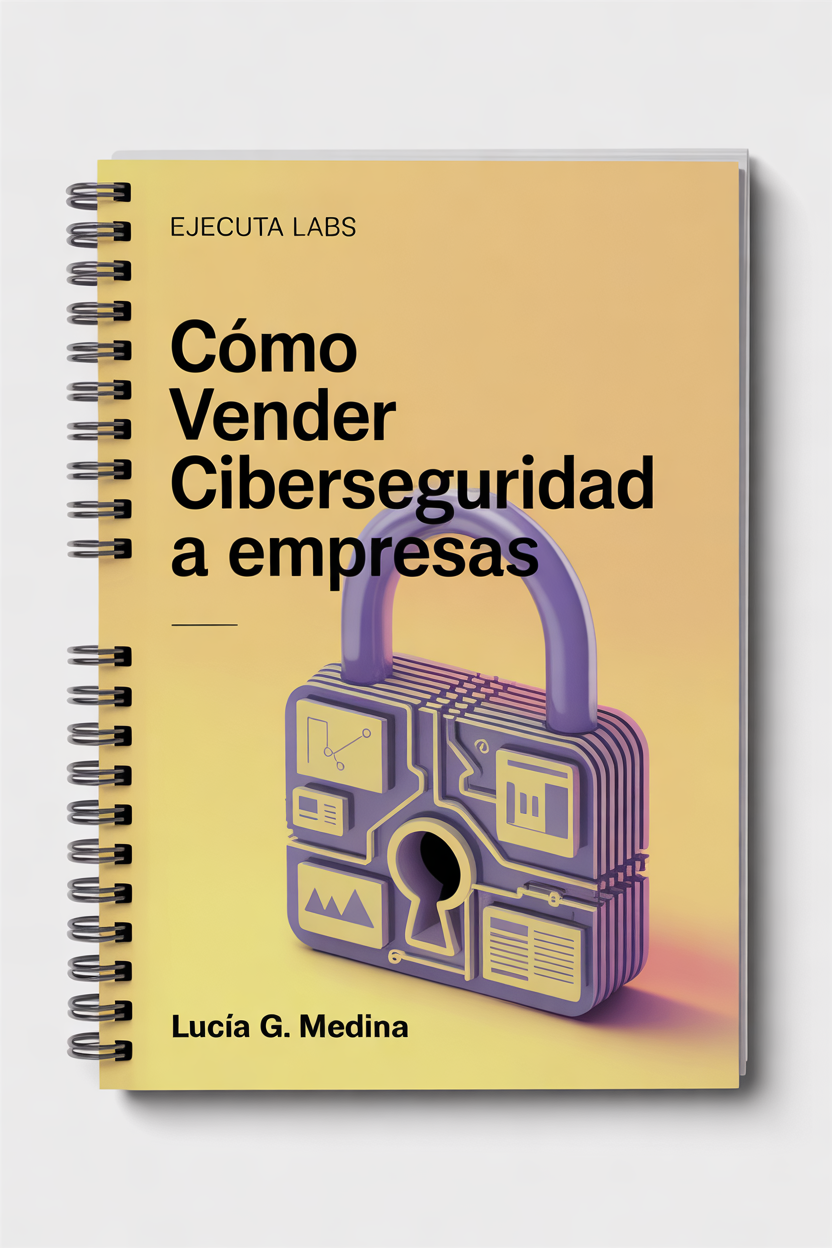 EJECUTA LABS
Cómo
Vender
Ciberseguridad
a empresas
Lucía G. Medina